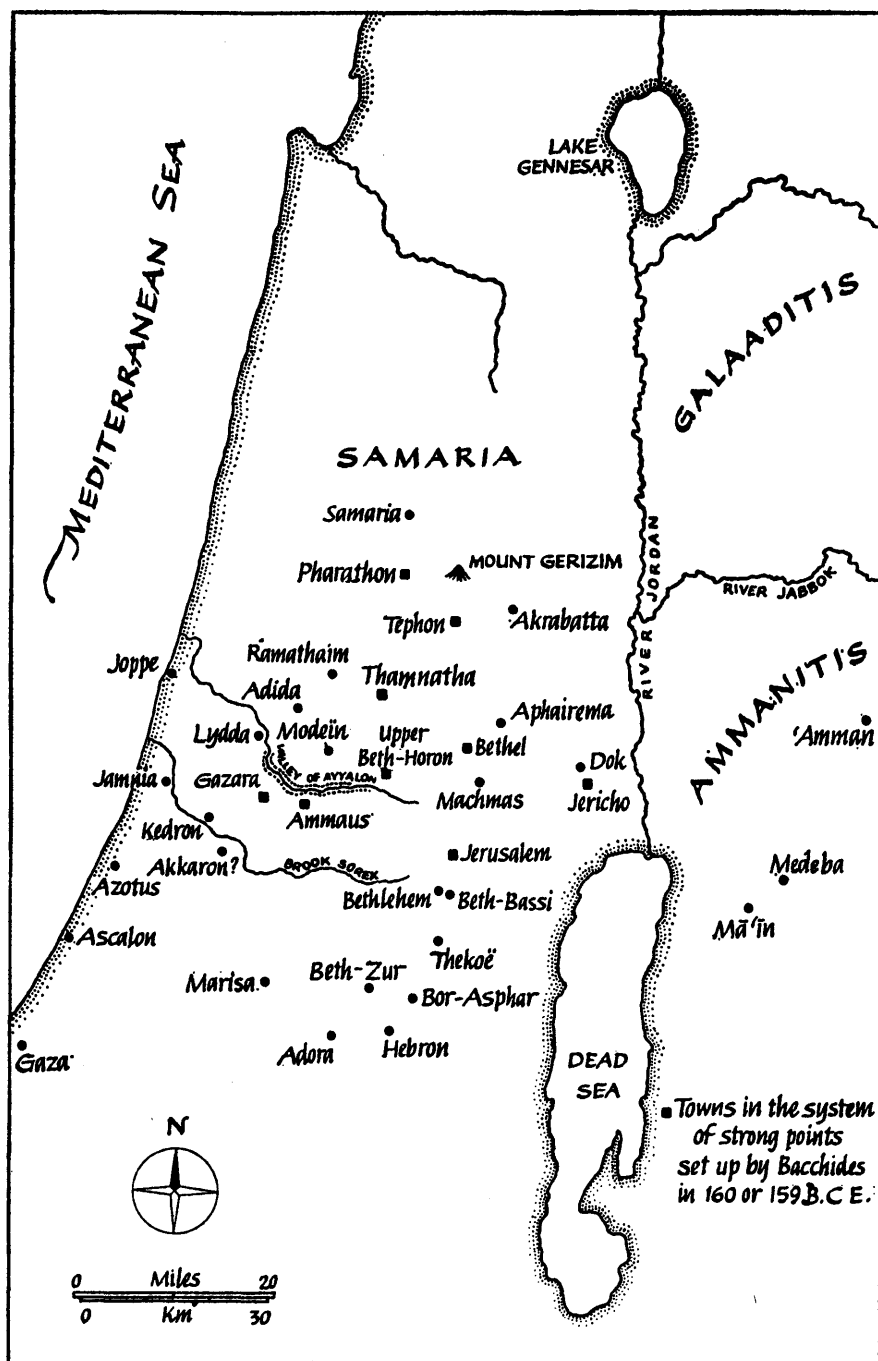 MEDITERRANEAN SEA
LAKE
GENNESAR
GALAADITIS
SAMARIA
Samaria
Pharathon
MOUNT GERIZIM
RIVER JORDAN
RIVER JABBOK
Tephon
Akrabatta
AMMANITIS
Joppe
Ramathaim
Thamnatha
Adida
Aphairema
'Amman
Lydda
Modeïn
Upper
Beth-Horon
Bethel
VALLEY OF AYYALON
Dok
Jamnia
Gazara
Machmas
Jericho
Kedron
Ammaus
Akkaron?
BROOK SOREK
Jerusalem
Azotus
Medeba
Bethlehem
Beth-Bassi
Mā'īn
Ascalon
Thekoë
Marisa
Beth-Zur
Bor-Asphar
Gaza
Adora
Hebron
DEAD
SEA
Towns in the system
of strong points
set up by Bacchides
in 160 or 159 B.C E.
N
0 Miles 20
0 Km 30